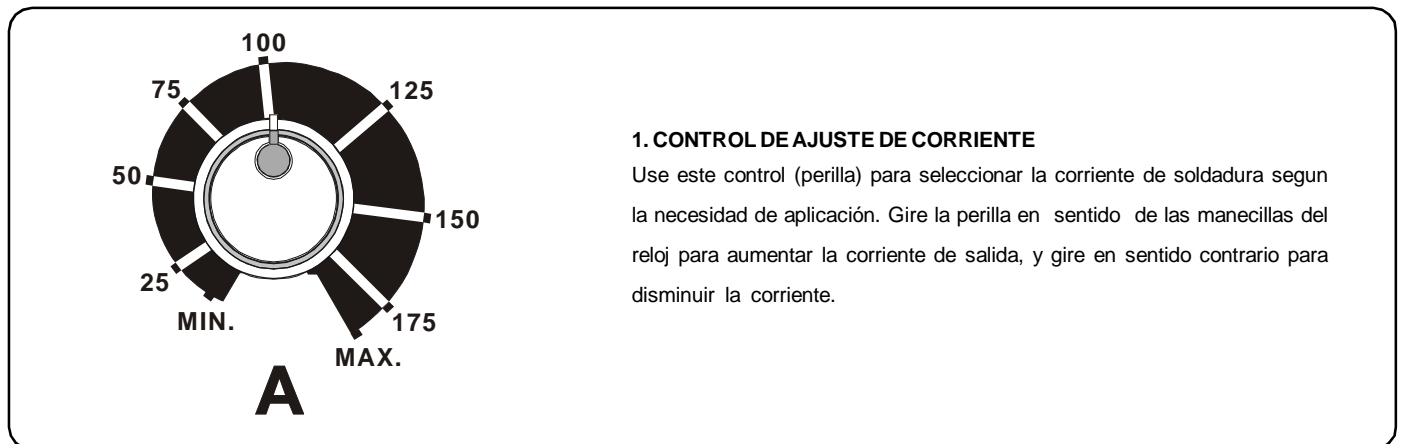 100
75
125
50
150
25
175
MIN.
MAX.
A
1. CONTROL DE AJUSTE DE CORRIENTE
Use este control (perilla) para seleccionar la corriente de soldadura segun
la necesidad de aplicación. Gire la perilla en sentido de las manecillas del
reloj para aumentar la corriente de salida, y gire en sentido contrario para
disminuir la corriente.